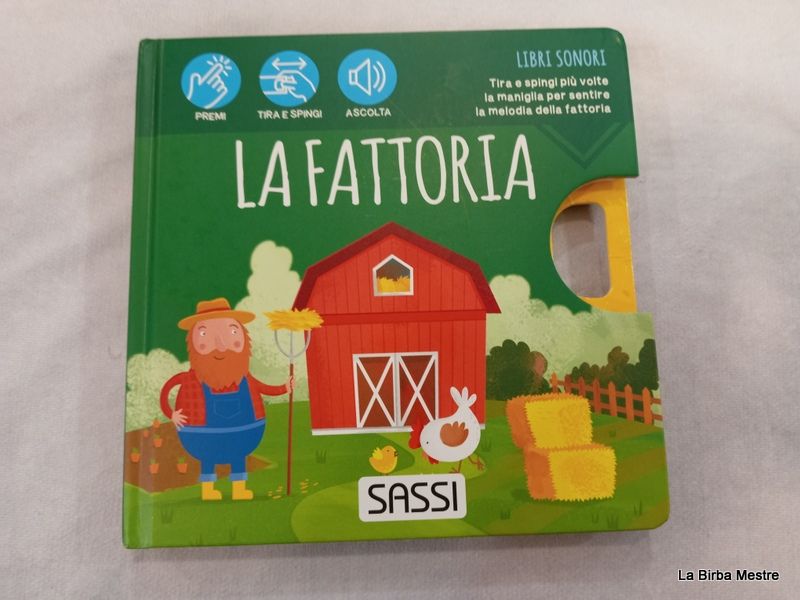 PREMI
TIRA E SPINGI
ASCOLTA
LIBRI SONORI
Tira e spingi più volte
la maniglia per sentire
la melodia della fattoria
LA FATTORIA
SASSI
La Birba Mestre